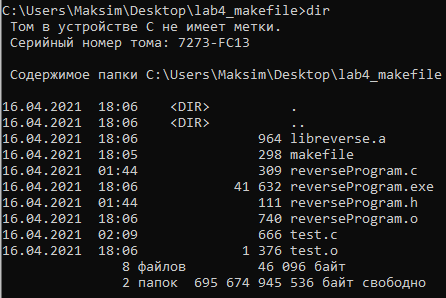 C:\Users\Maksim\Desktop\lab4_makefile>dir
Том в устройстве C не имеет метки.
Серийный номер тома: 7273-FC13
Содержимое папки C:\Users\Maksim\Desktop\lab4_makefile
16.04.2021 18:06 <DIR> .
16.04.2021 18:06 <DIR> ..
16.04.2021 18:06 964 libreverse.a
16.04.2021 18:05 298 makefile
16.04.2021 01:44 309 reverseProgram.c
16.04.2021 18:06 41 632 reverseProgram.exe
16.04.2021 01:44 111 reverseProgram.h
16.04.2021 18:06 740 reverseProgram.o
16.04.2021 02:09 666 test.c
16.04.2021 18:06 1 376 test.o
8 файлов 46 096 байт
2 папок 695 674 945 536 байт свободно